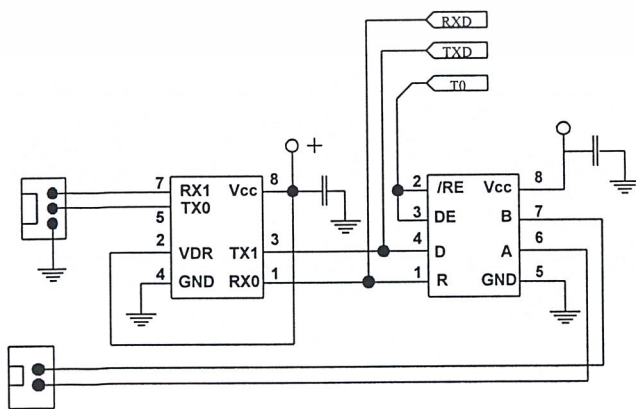 RXD
TXD
T0
+
7 RX1 Vcc 8
5 TX0
2 VDR TX1 3
4 GND RX0 1
2 /RE Vcc 8
3 DE B 7
4 D A 6
1 R GND 5